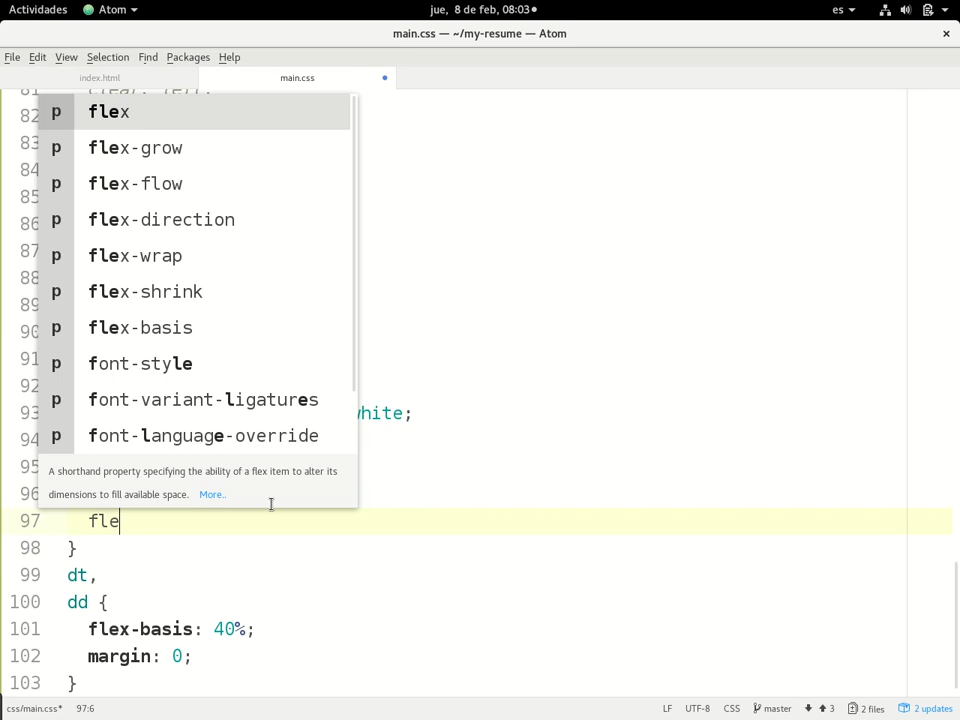 Actividades Atom jue, 8 de feb, 08:03 es
main.css — ~/my-resume — Atom
File Edit View Selection Find Packages Help
index.html main.css
81 clear: left;
82
83
84
85
86
87
88
89
90
91
92
93 white;
94
95
96
p flex
p flex-grow
p flex-flow
p flex-direction
p flex-wrap
p flex-shrink
p flex-basis
p font-style
p font-variant-ligatures
p font-language-override
A shorthand property specifying the ability of a flex item to alter its
dimensions to fill available space. More..
97 fle
98 }
99 dt,
100 dd {
101 flex-basis: 40%;
102 margin: 0;
103 }
css/main.css* 97:6 LF UTF-8 CSS master 3 2 files 2 updates